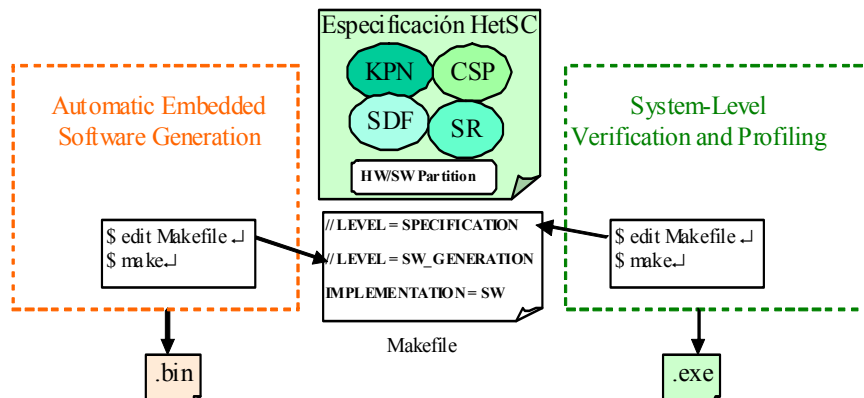 Especificación HetSC
KPN
CSP
SDF
SR
HW/SW Partition
Automatic Embedded
Software Generation
$ edit Makefile ↵
$ make↵
.bin
// LEVEL = SPECIFICATION
// LEVEL = SW_GENERATION
IMPLEMENTATION = SW
Makefile
System-Level
Verification and Profiling
$ edit Makefile ↵
$ make↵
.exe